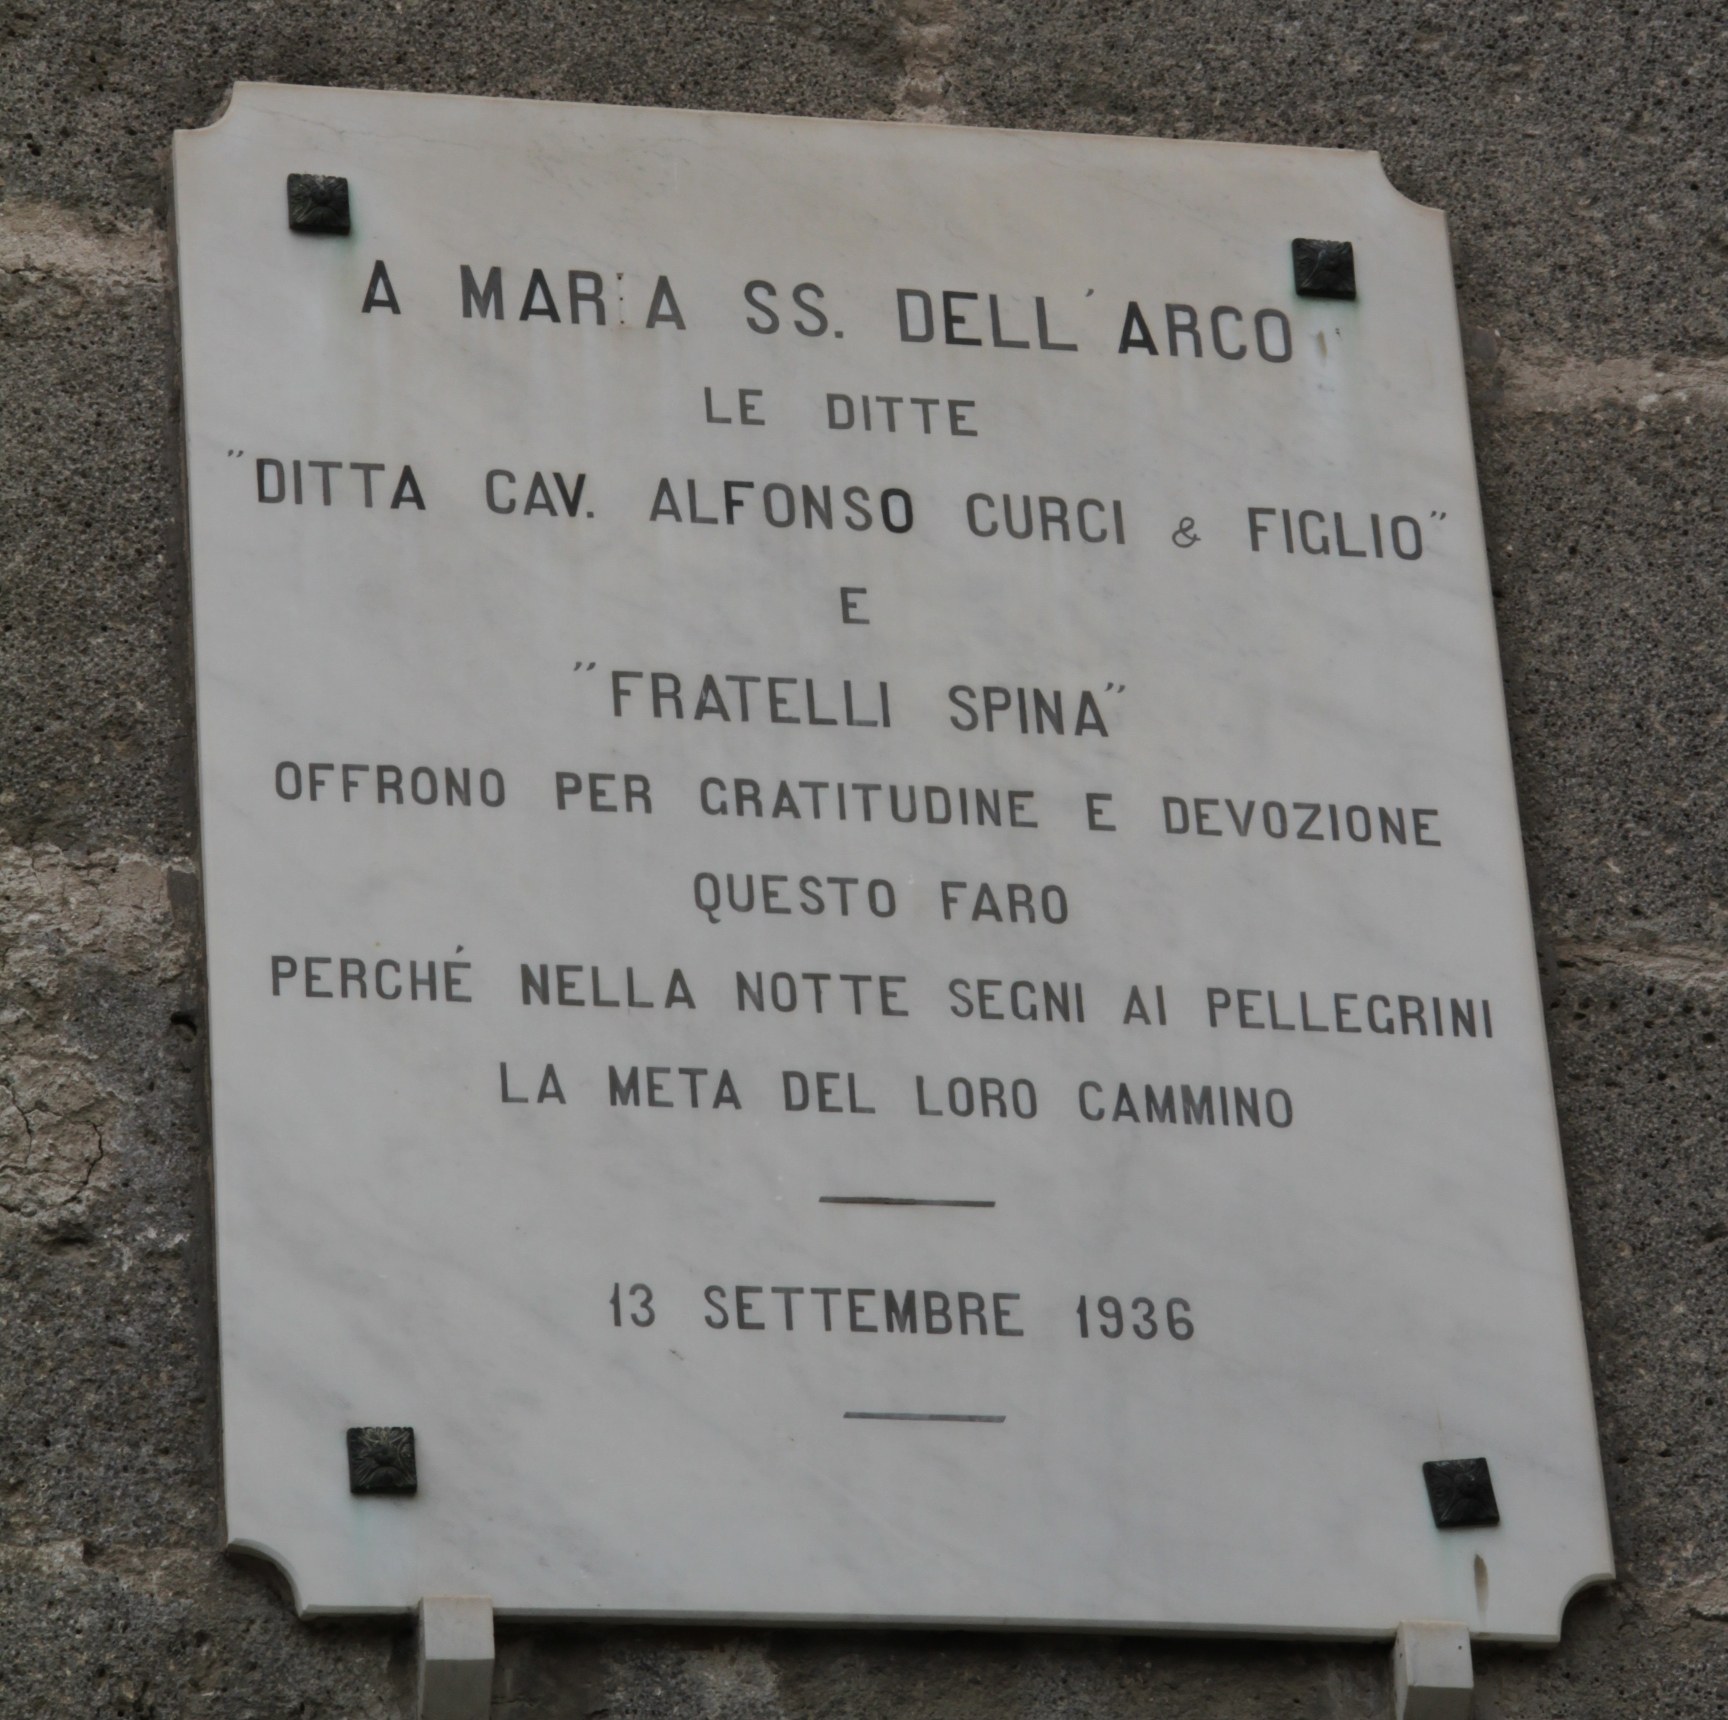 A MARIA SS. DELL'ARCO
LE DITTE
"DITTA CAV. ALFONSO CURCI & FIGLIO"
E
"FRATELLI SPINA"
OFFRONO PER GRATITUDINE E DEVOZIONE
QUESTO FARO
PERCHÉ NELLA NOTTE SEGNI AI PELLEGRINI
LA META DEL LORO CAMMINO
13 SETTEMBRE 1936